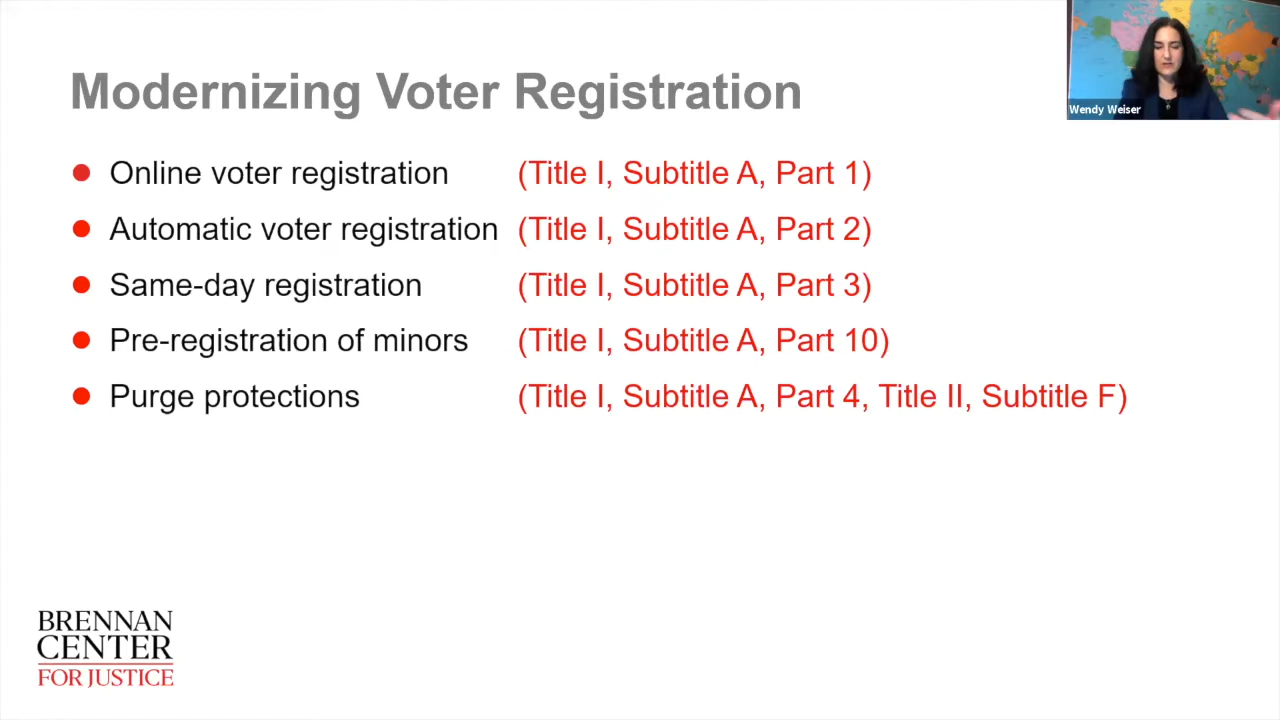 Modernizing Voter Registration
Wendy Weiser
● Online voter registration (Title I, Subtitle A, Part 1)
● Automatic voter registration (Title I, Subtitle A, Part 2)
● Same-day registration (Title I, Subtitle A, Part 3)
● Pre-registration of minors (Title I, Subtitle A, Part 10)
● Purge protections (Title I, Subtitle A, Part 4, Title II, Subtitle F)
BRENNAN
CENTER
FOR JUSTICE